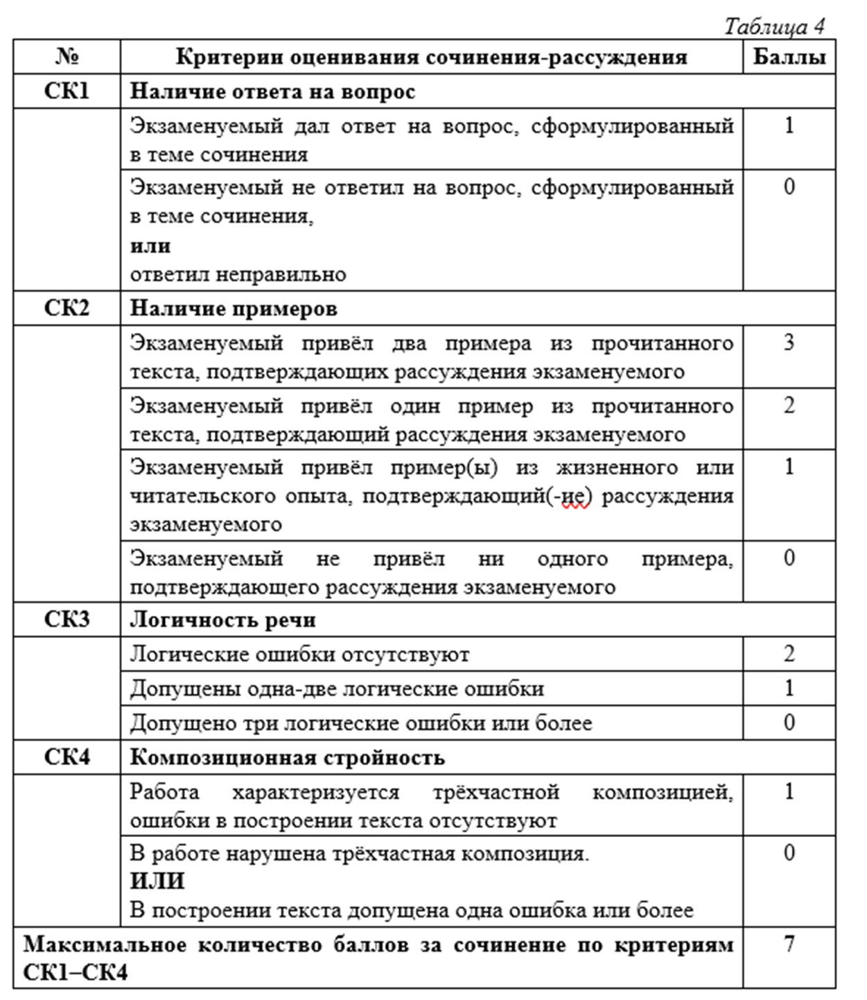 Таблица 4
№ Критерии оценивания сочинения-рассуждения Баллы
СК1 Наличие ответа на вопрос
Экзаменуемый дал ответ на вопрос, сформулированный 1
в теме сочинения
Экзаменуемый не ответил на вопрос, сформулированный 0
в теме сочинения,
или
ответил неправильно
СК2 Наличие примеров
Экзаменуемый привёл два примера из прочитанного 3
текста, подтверждающих рассуждения экзаменуемого
Экзаменуемый привёл один пример из прочитанного 2
текста, подтверждающий рассуждения экзаменуемого
Экзаменуемый привёл пример(ы) из жизненного или 1
читательского опыта, подтверждающий(-ие) рассуждения
экзаменуемого
Экзаменуемый не привёл ни одного примера, 0
подтверждающего рассуждения экзаменуемого
СК3 Логичность речи
Логические ошибки отсутствуют 2
Допущены одна-две логические ошибки 1
Допущено три логические ошибки или более 0
СК4 Композиционная стройность
Работа характеризуется трёхчастной композицией, 1
ошибки в построении текста отсутствуют
В работе нарушена трёхчастная композиция. 0
ИЛИ
В построении текста допущена одна ошибка или более
Максимальное количество баллов за сочинение по критериям 7
СК1–СК4